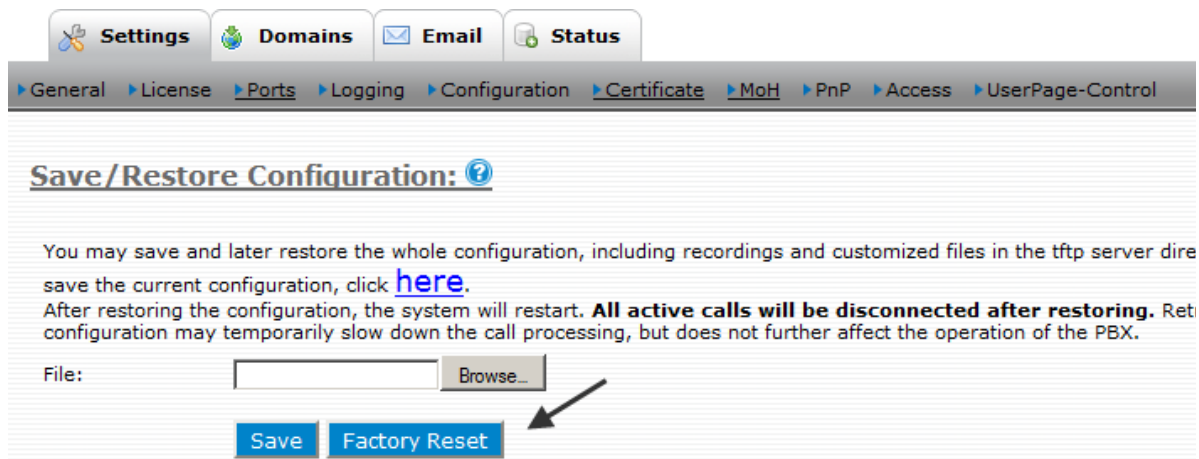 Settings Domains Email Status
General License Ports Logging Configuration Certificate MoH PnP Access UserPage-Control
Save/Restore Configuration:
You may save and later restore the whole configuration, including recordings and customized files in the tftp server dire
save the current configuration, click here.
After restoring the configuration, the system will restart. All active calls will be disconnected after restoring. Retr
configuration may temporarily slow down the call processing, but does not further affect the operation of the PBX.
File: Browse...
Save Factory Reset